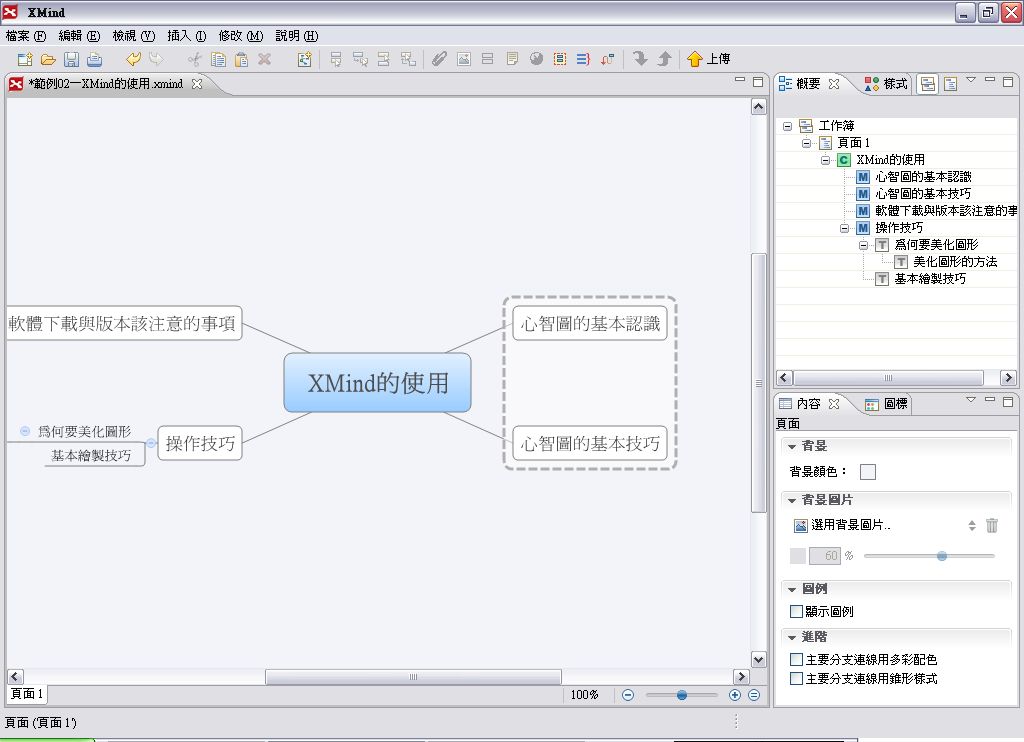 XMind
檔案 (F) 編輯 (E) 檢視 (V) 插入 (I) 修改 (M) 說明 (H)
上傳
*範例02─XMind的使用.xmind
概要 樣式
工作簿
頁面 1
C XMind的使用
M 心智圖的基本認識
M 心智圖的基本技巧
M 軟體下載與版本該注意的事
M 操作技巧
T 爲何要美化圖形
T 美化圖形的方法
T 基本繪製技巧
軟體下載與版本該注意的事項
心智圖的基本認識
XMind的使用
爲何要美化圖形
基本繪製技巧
操作技巧
心智圖的基本技巧
內容 圖標
頁面
背景
背景顏色：
背景圖片
選用背景圖片..
60 %
圖例
顯示圖例
進階
主要分支連線用多彩配色
主要分支連線用錐形樣式
頁面 1
100%
頁面 ('頁面 1')